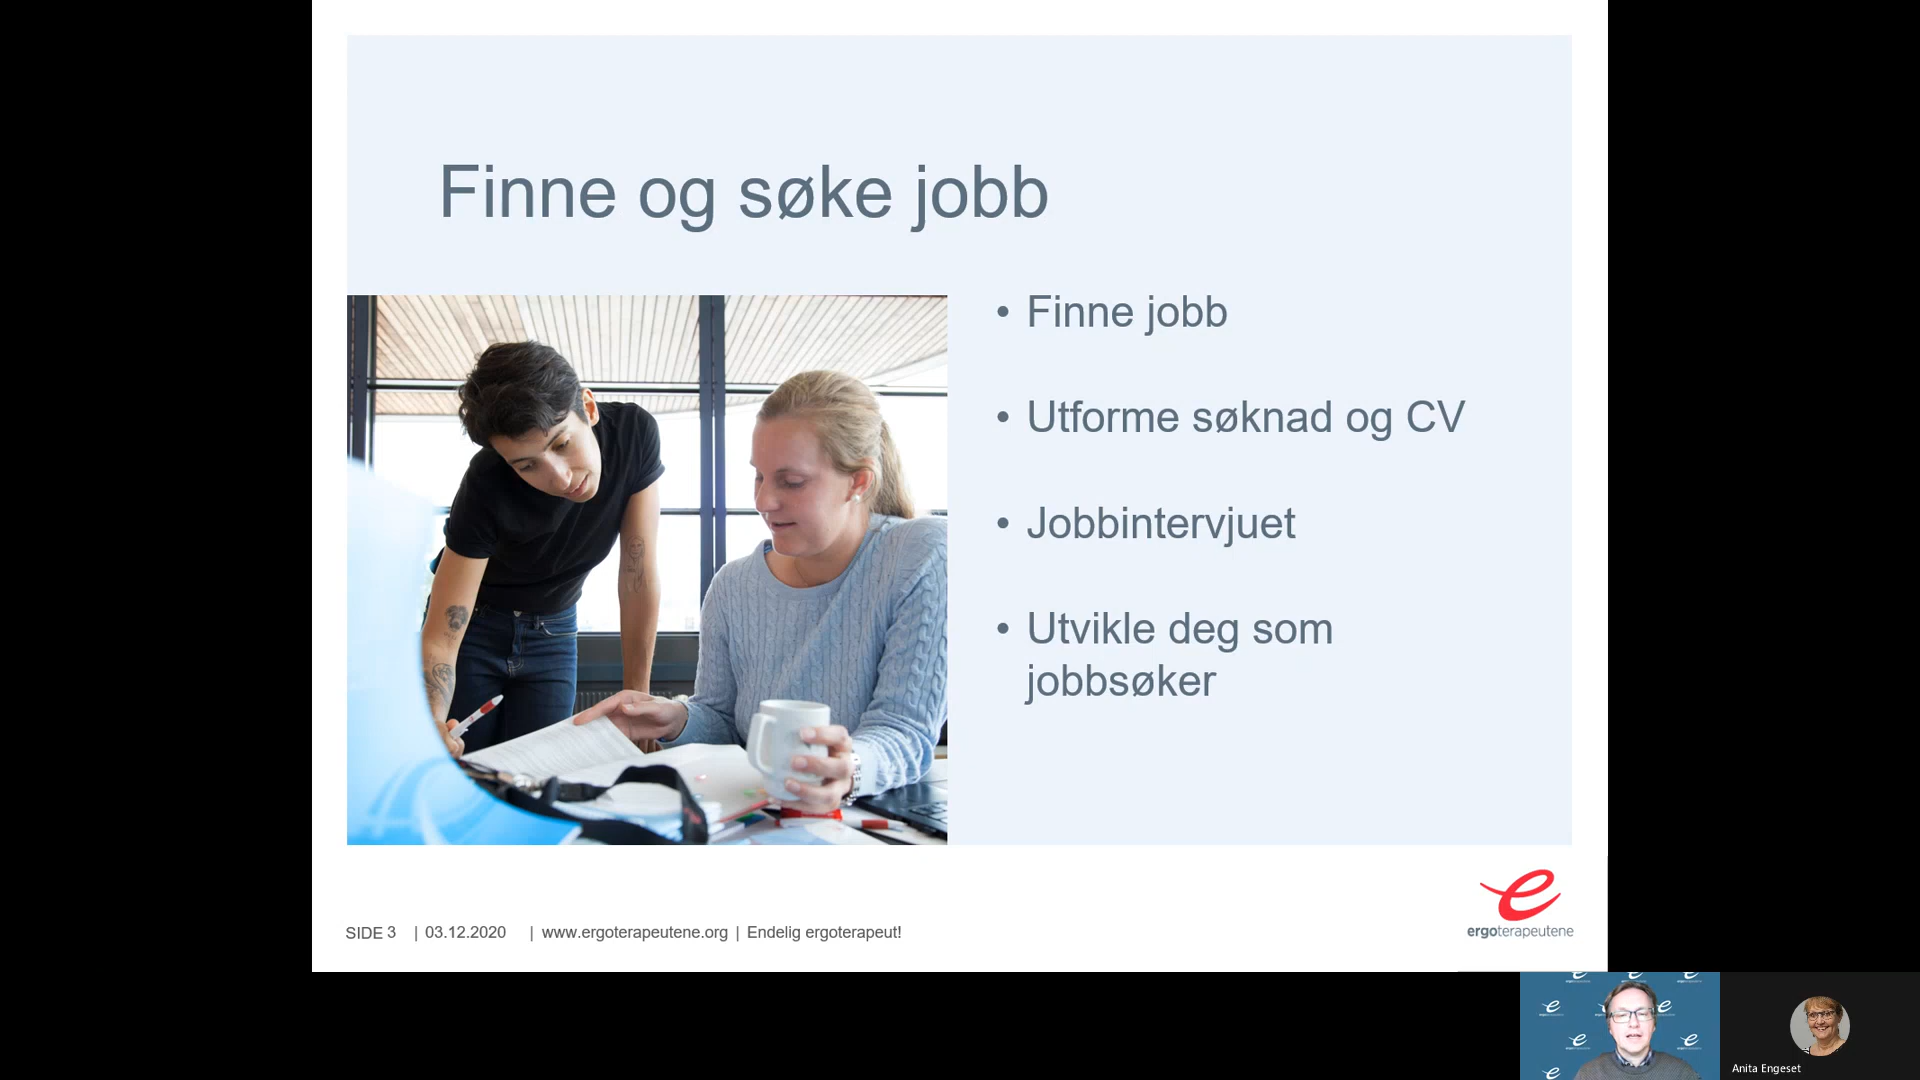 Finne og søke jobb
• Finne jobb
• Utforme søknad og CV
• Jobbintervjuet
• Utvikle deg som
jobbsøker
SIDE 3 | 03.12.2020 | www.ergoterapeutene.org | Endelig ergoterapeut!
ergoterapeutene
Anita Engeset